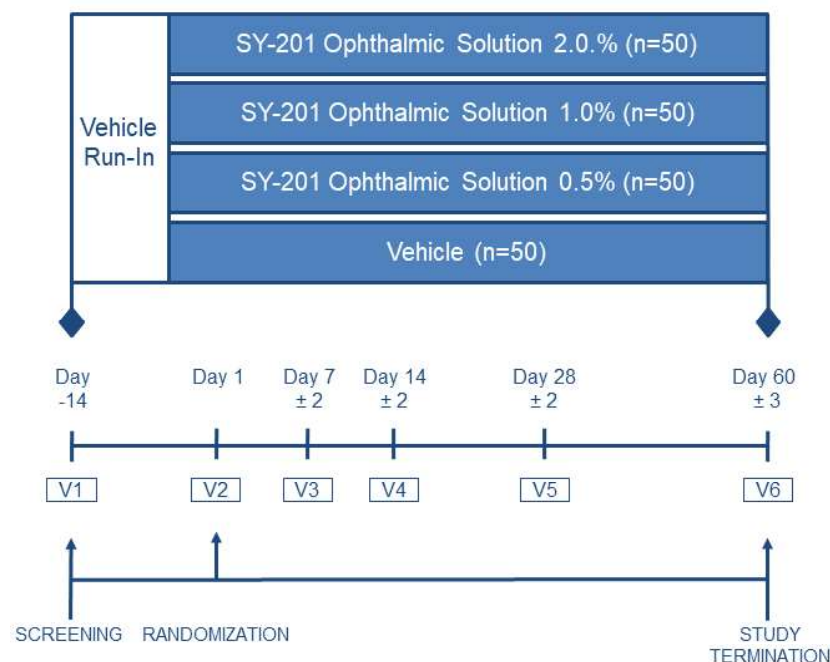 SY-201 Ophthalmic Solution 2.0.% (n=50)
Vehicle
Run-In
SY-201 Ophthalmic Solution 1.0% (n=50)
SY-201 Ophthalmic Solution 0.5% (n=50)
Vehicle (n=50)
Day
-14
Day 1
Day 7
± 2
Day 14
± 2
Day 28
± 2
Day 60
± 3
V1
V2
V3
V4
V5
V6
SCREENING
RANDOMIZATION
STUDY
TERMINATION